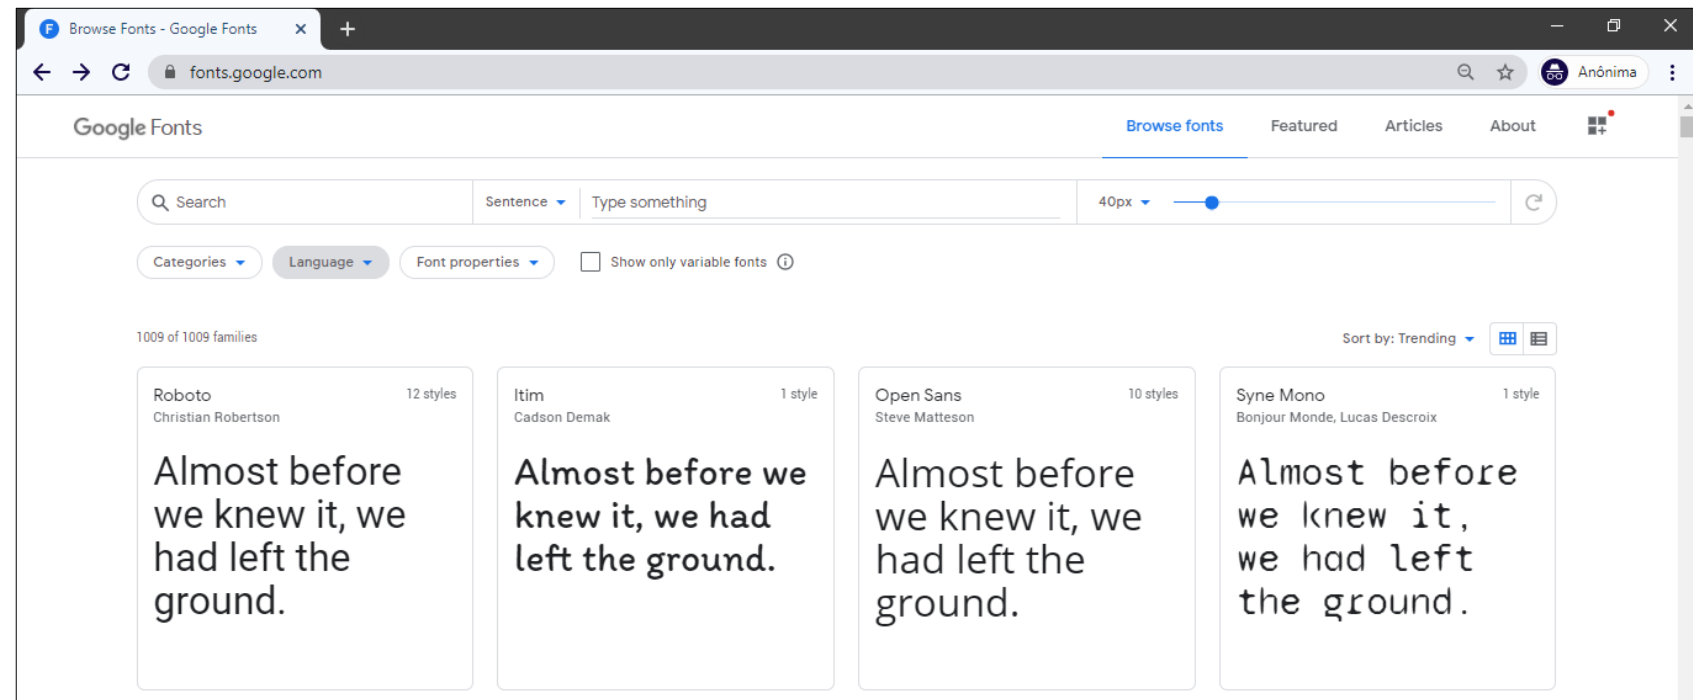 Browse Fonts - Google Fonts
fonts.google.com
Anónima
Google Fonts
Browse fonts
Featured
Articles
About
Search
Sentence
Type something
40px
Categories
Language
Font properties
Show only variable fonts
1009 of 1009 families
Sort by: Trending
Roboto
12 styles
Christian Robertson
Almost before
we knew it, we
had left the
ground.
Itim
1 style
Cadson Demak
Almost before we
knew it, we had
left the ground.
Open Sans
10 styles
Steve Matteson
Almost before
we knew it, we
had left the
ground.
Syne Mono
1 style
Bonjour Monde, Lucas Descroix
Almost before
we knew it,
we had left
the ground.